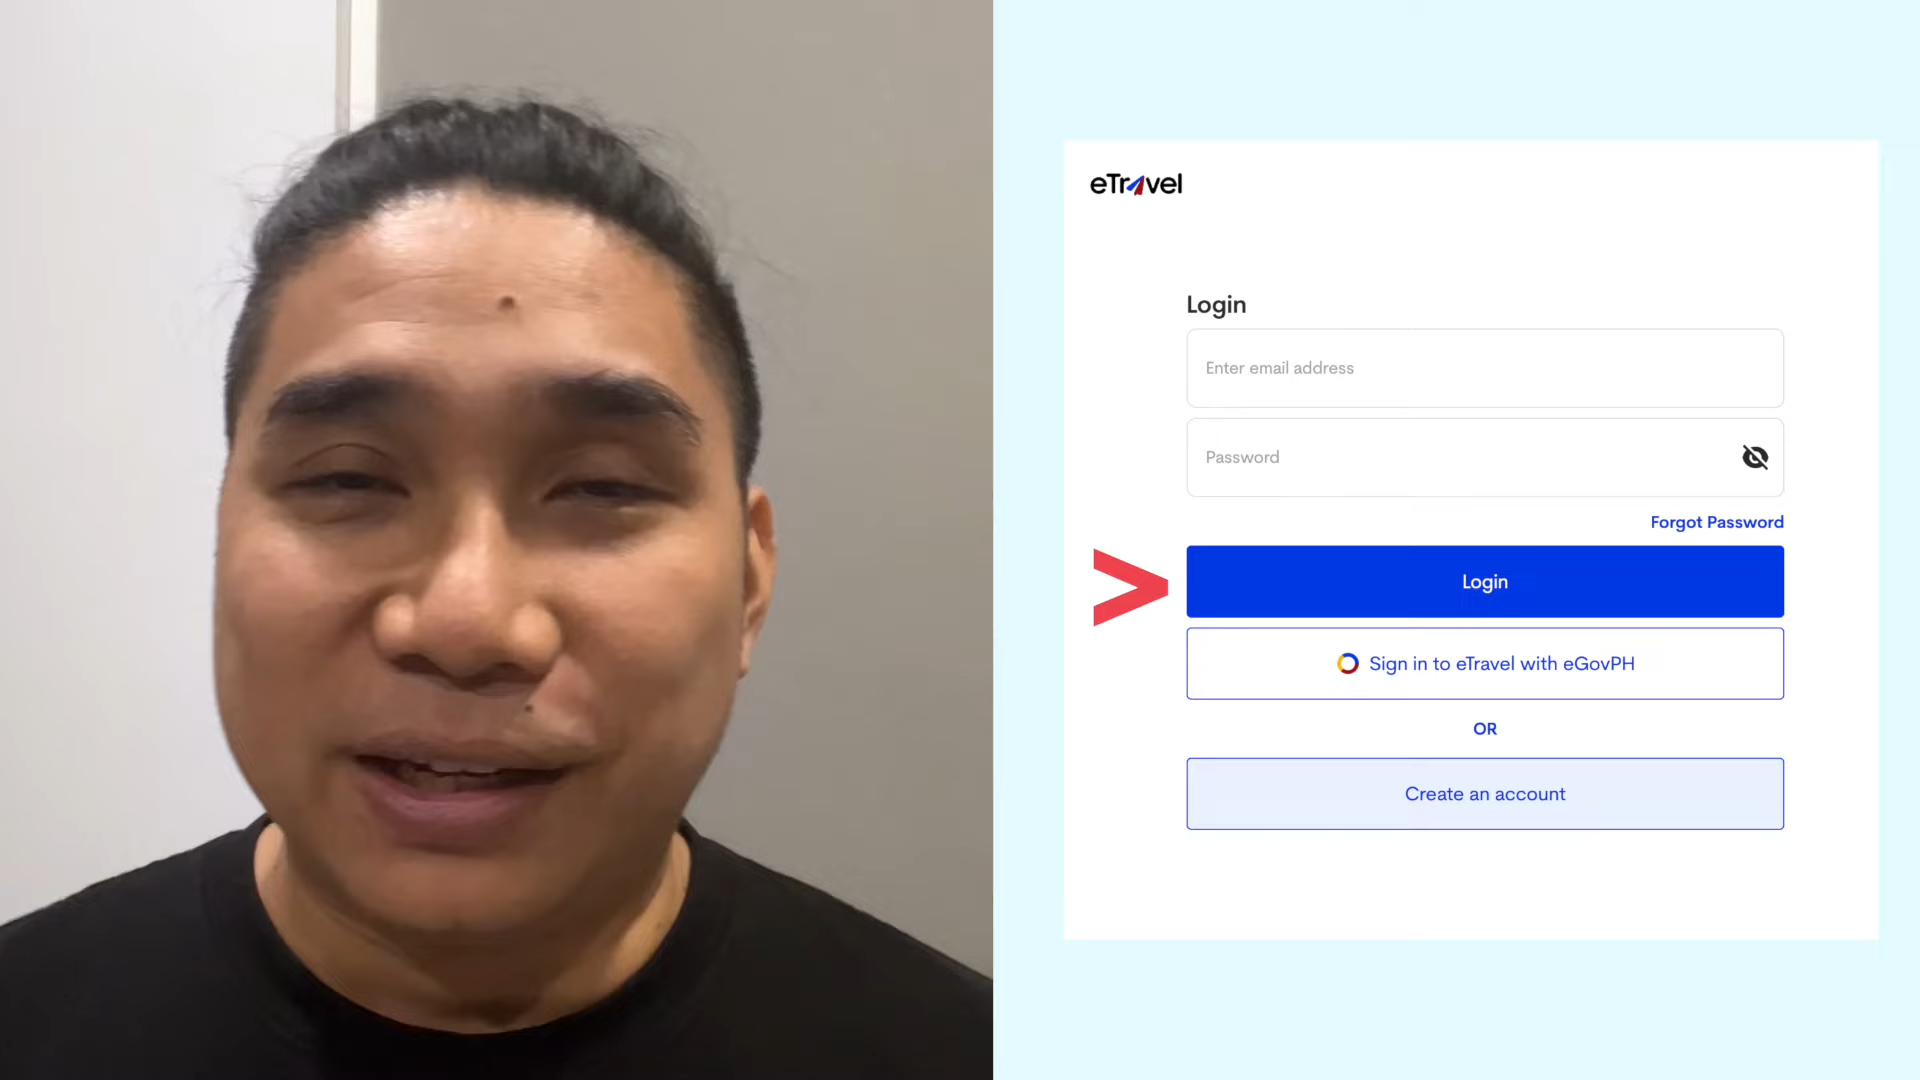 eTravel
Login
Enter email address
Password
Forgot Password
Login
Sign in to eTravel with eGovPH
OR
Create an account